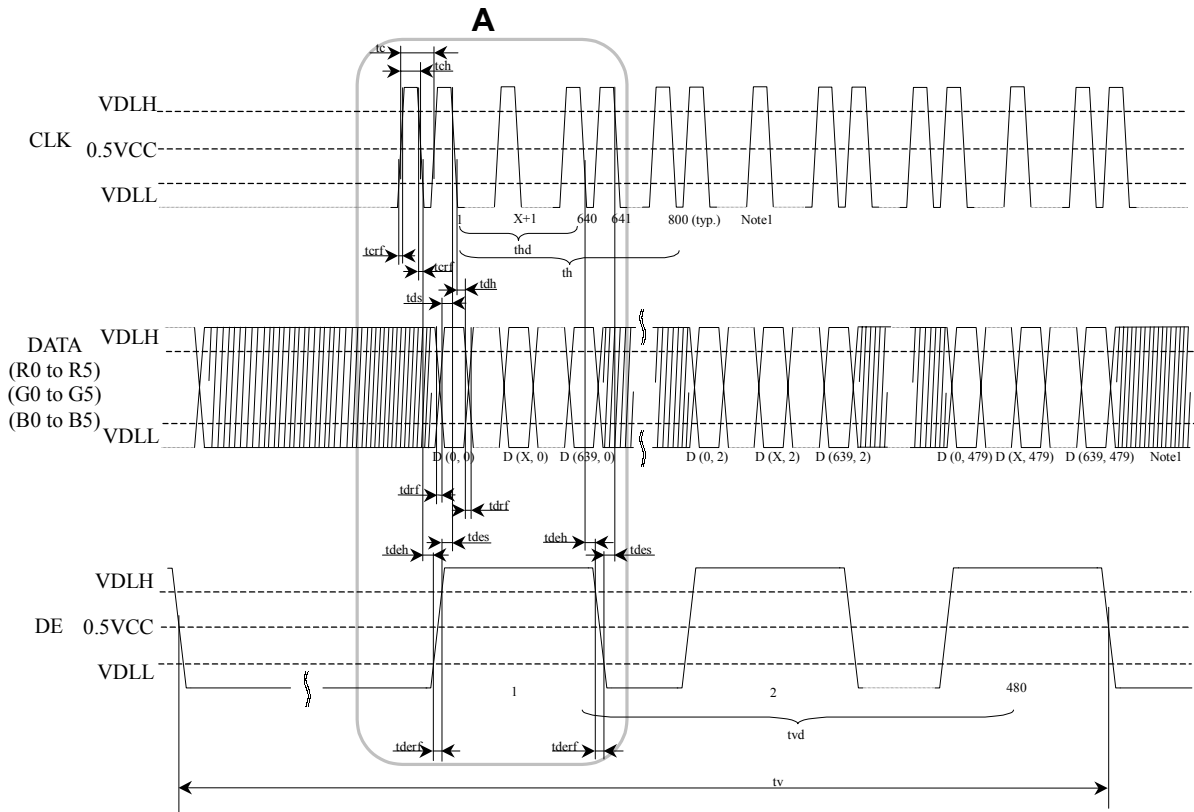 A
tc
tch
VDLH
CLK
0.5VCC
VDLL
1
X+1
640
641
800 (typ.)
Note1
thd
th
tcrf
tcrf
tdh
tds
DATA
(R0 to R5)
(G0 to G5)
(B0 to B5)
VDLH
VDLL
D (0, 0)
D (X, 0)
D (639, 0)
D (0, 2)
D (X, 2)
D (639, 2)
D (0, 479)
D (X, 479)
D (639, 479)
Note1
tdrf
tdrf
tdeh
tdes
tdeh
tdes
VDLH
DE
0.5VCC
VDLL
1
2
480
tvd
tderf
tderf
tv